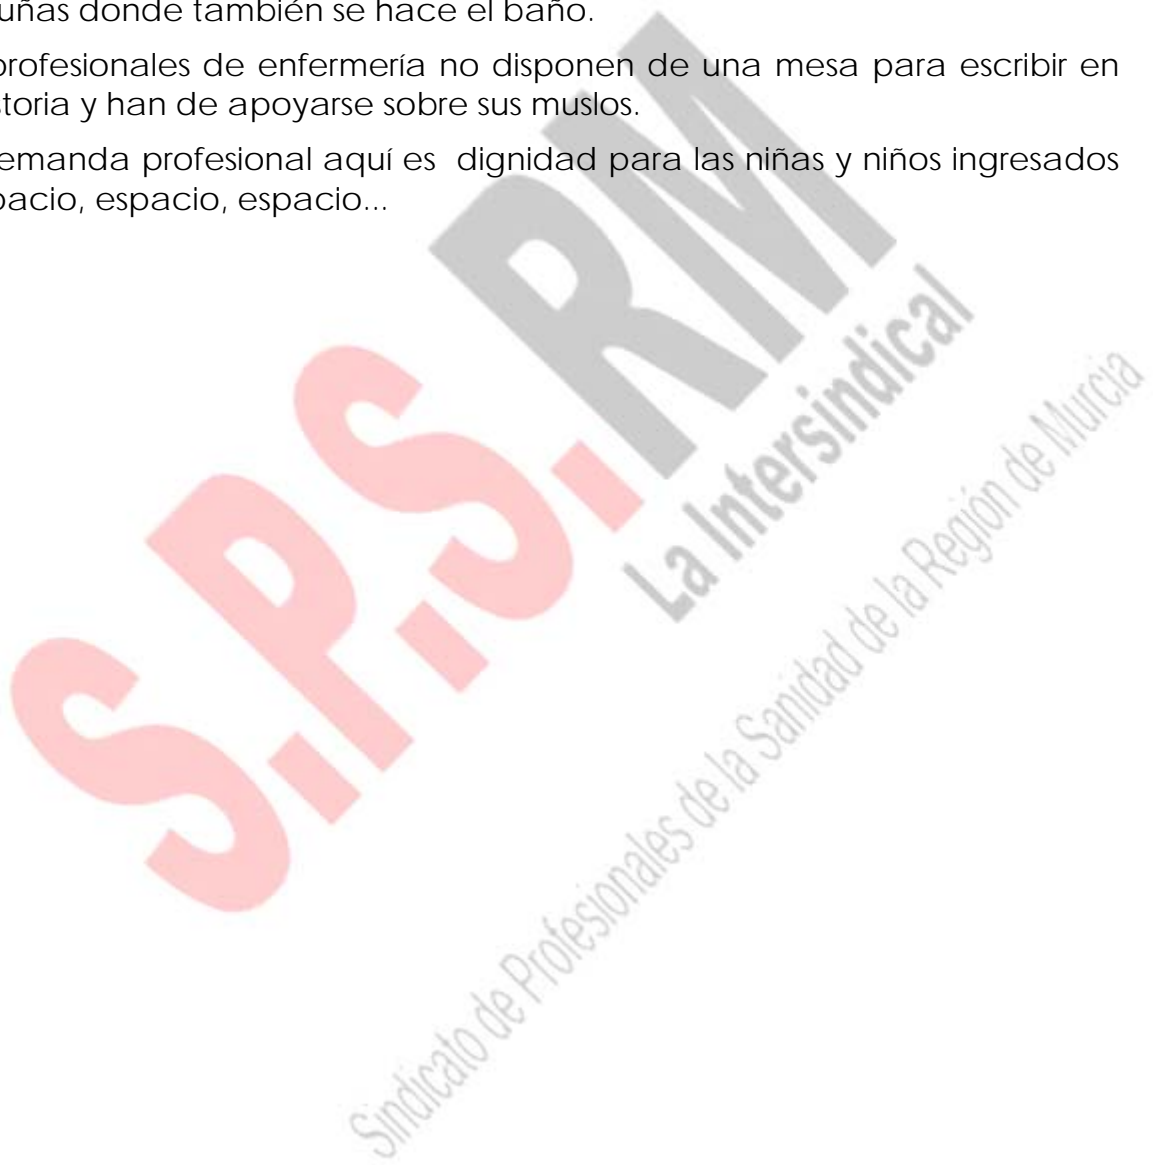 uñas donde también se hace el baño.
profesionales de enfermería no disponen de una mesa para escribir en
storia y han de apoyarse sobre sus muslos.
emanda profesional aquí es dignidad para las niñas y niños ingresados
pacio, espacio, espacio...
S.P.S.RM
La Intersindical
Sindicato de Profesionales de la Sanidad de la Región de Murcia